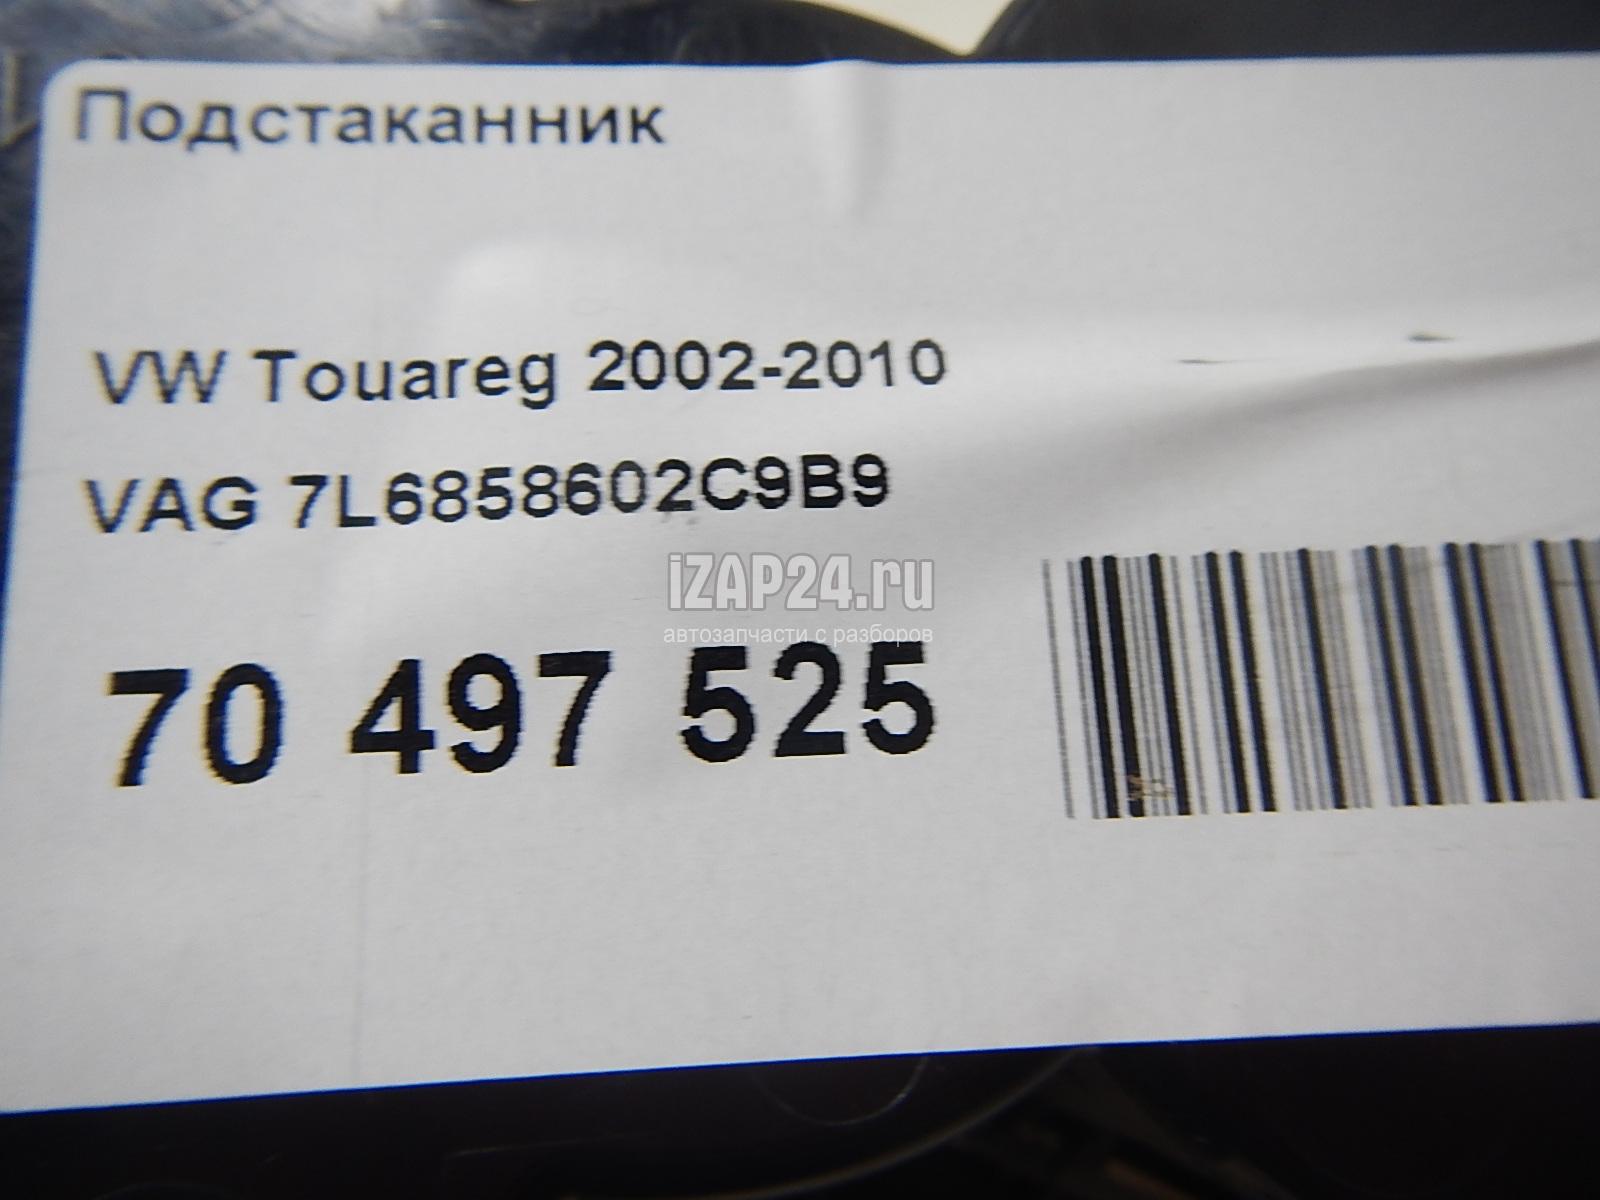 Подстаканник
VW Touareg 2002-2010
VAG 7L6858602C9B9
iZAP24.ru
автозапчасти с разборов
70 497 525